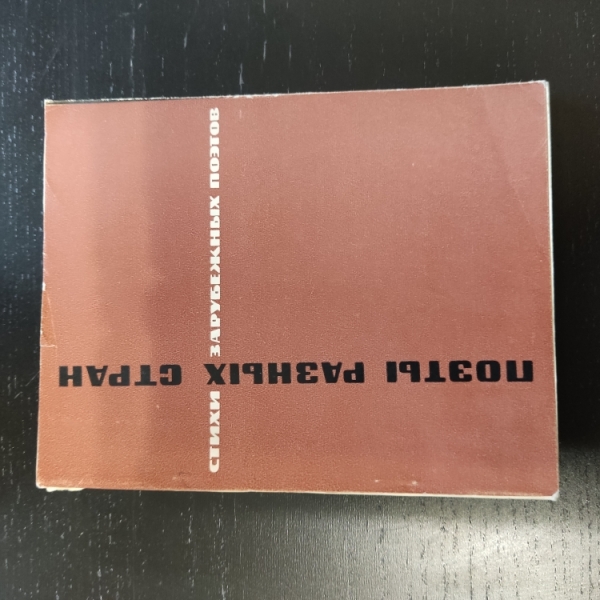 ПОЭТЫ РАЗНЫХ СТРАН
СТИХИ ЗАРУБЕЖНЫХ ПОЭТОВ